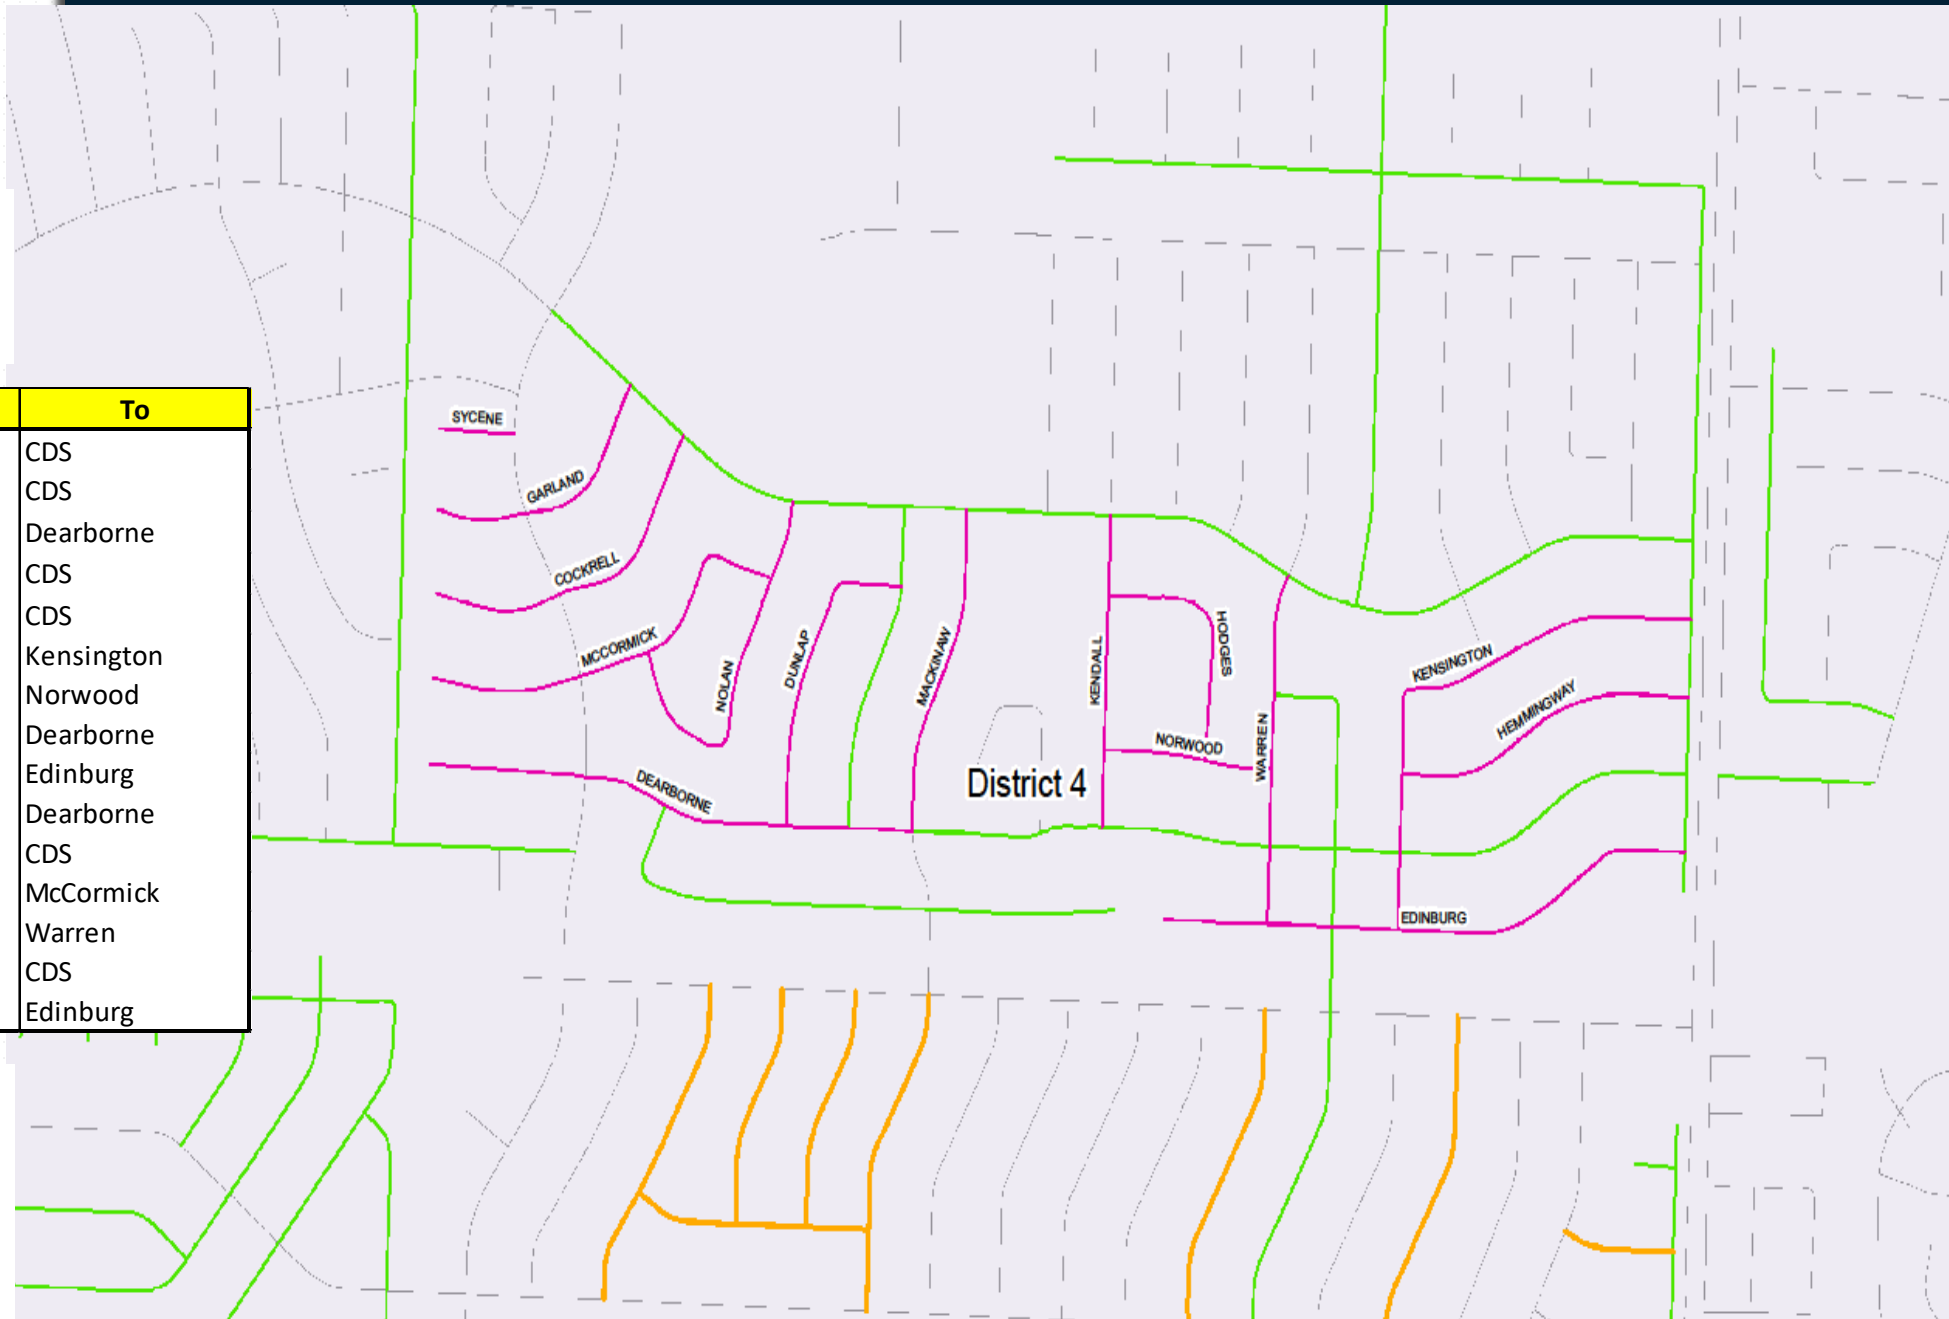 To
CDS
CDS
Dearborne
CDS
CDS
Kensington
Norwood
Dearborne
Edinburg
Dearborne
CDS
McCormick
Warren
CDS
Edinburg
SYCENE
GARLAND
COCKRELL
MCCORMICK
NOLAN
DUNLAP
MACKINAW
KENDALL
HODGES
NORWOOD
WARREN
KENSINGTON
HEMMINGWAY
DEARBORNE
District 4
EDINBURG